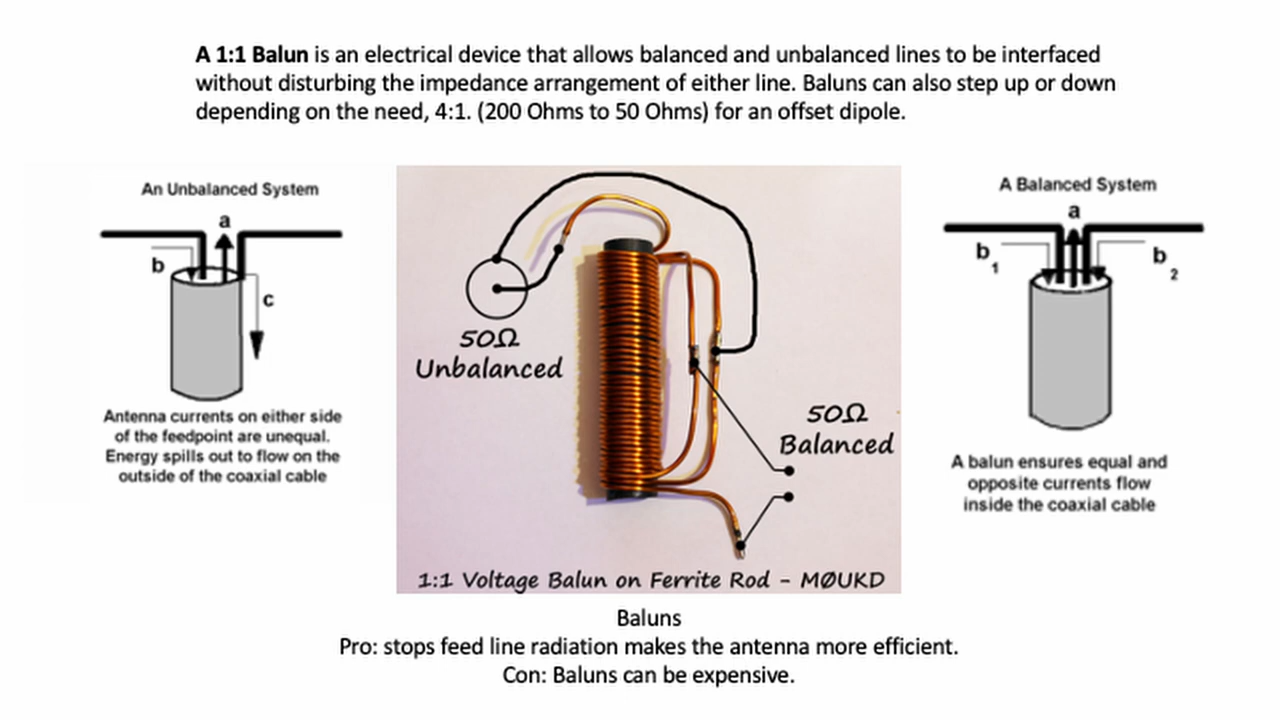 A 1:1 Balun is an electrical device that allows balanced and unbalanced lines to be interfaced
without disturbing the impedance arrangement of either line. Baluns can also step up or down
depending on the need, 4:1. (200 Ohms to 50 Ohms) for an offset dipole.
An Unbalanced System
a
b
c
Antenna currents on either side
of the feedpoint are unequal.
Energy spills out to flow on the
outside of the coaxial cable
50Ω
Unbalanced
50Ω
Balanced
1:1 Voltage Balun on Ferrite Rod - MØUKD
A Balanced System
a
b1
b2
A balun ensures equal and
opposite currents flow
inside the coaxial cable
Baluns
Pro: stops feed line radiation makes the antenna more efficient.
Con: Baluns can be expensive.